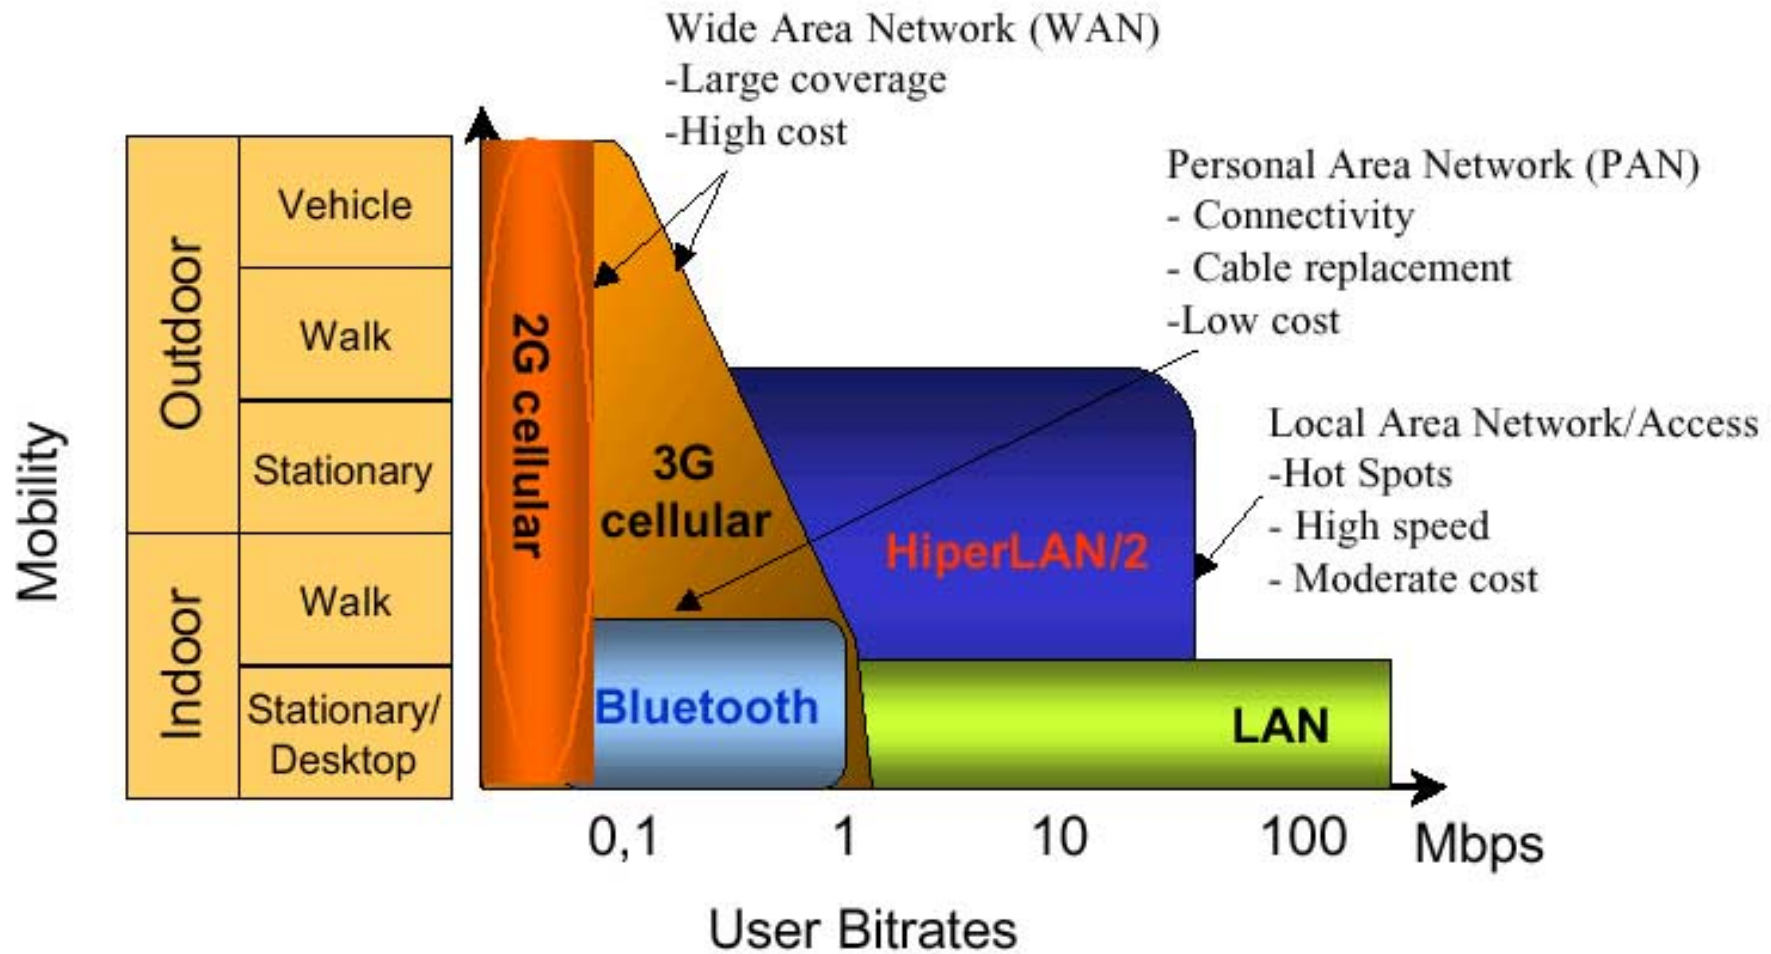 Wide Area Network (WAN)
-Large coverage
-High cost
Personal Area Network (PAN)
- Connectivity
- Cable replacement
-Low cost
Local Area Network/Access
-Hot Spots
- High speed
- Moderate cost
Mobility
Outdoor
Vehicle
Walk
Stationary
Indoor
Walk
Stationary/
Desktop
2G cellular
3G
cellular
HiperLAN/2
Bluetooth
LAN
0,1 1 10 100 Mbps
User Bitrates